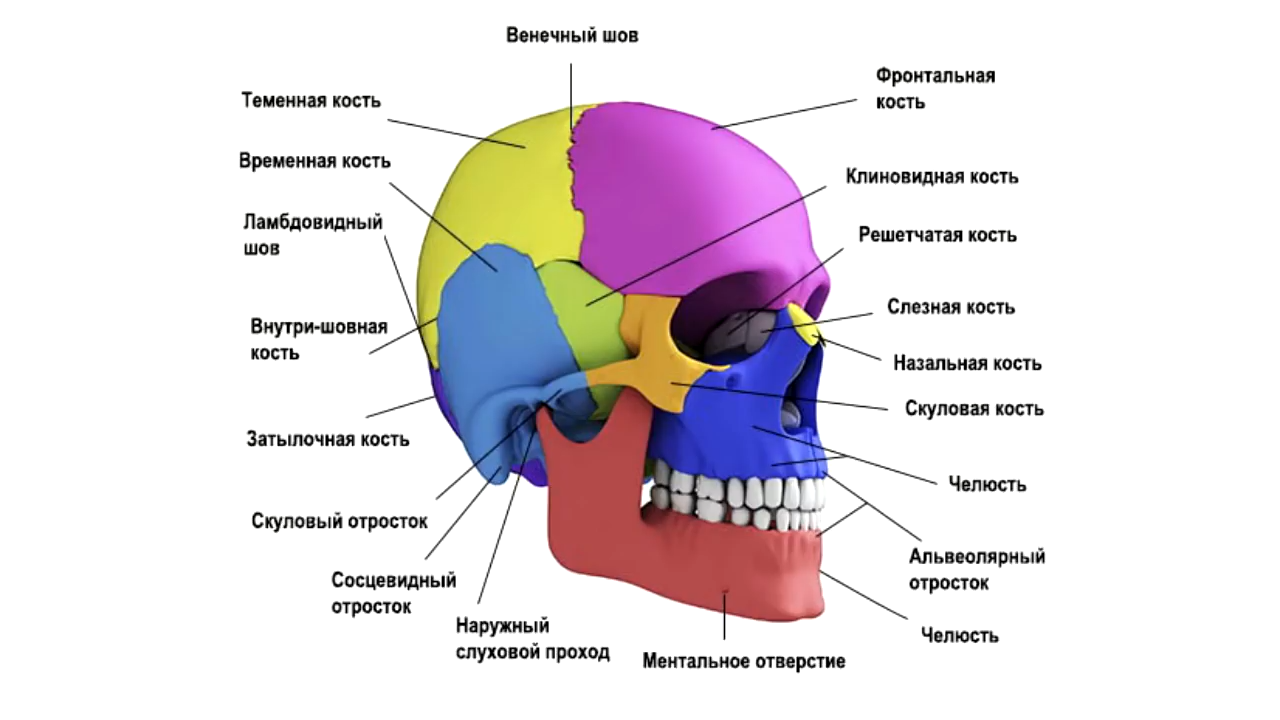 Венечный шов
Фронтальная
кость
Теменная кость
Временная кость
Клиновидная кость
Ламбдовидный
шов
Решетчатая кость
Слезная кость
Внутри-шовная
кость
Назальная кость
Скуловая кость
Затылочная кость
Челюсть
Скуловый отросток
Альвеолярный
отросток
Сосцевидный
отросток
Наружный
слуховой проход
Челюсть
Ментальное отверстие